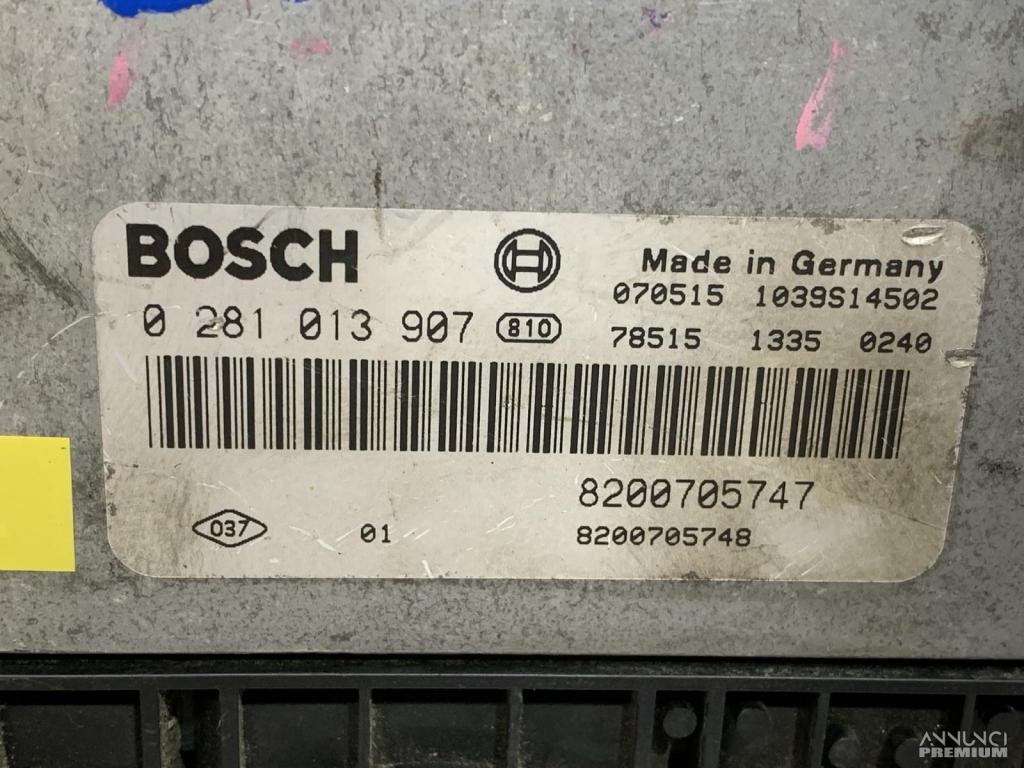 BOSCH
Made in Germany
070515 1039S14502
0 281 013 907 810
78515 1335 0240
8200705747
037 01 8200705748
ANNUNCI
PREMIUM